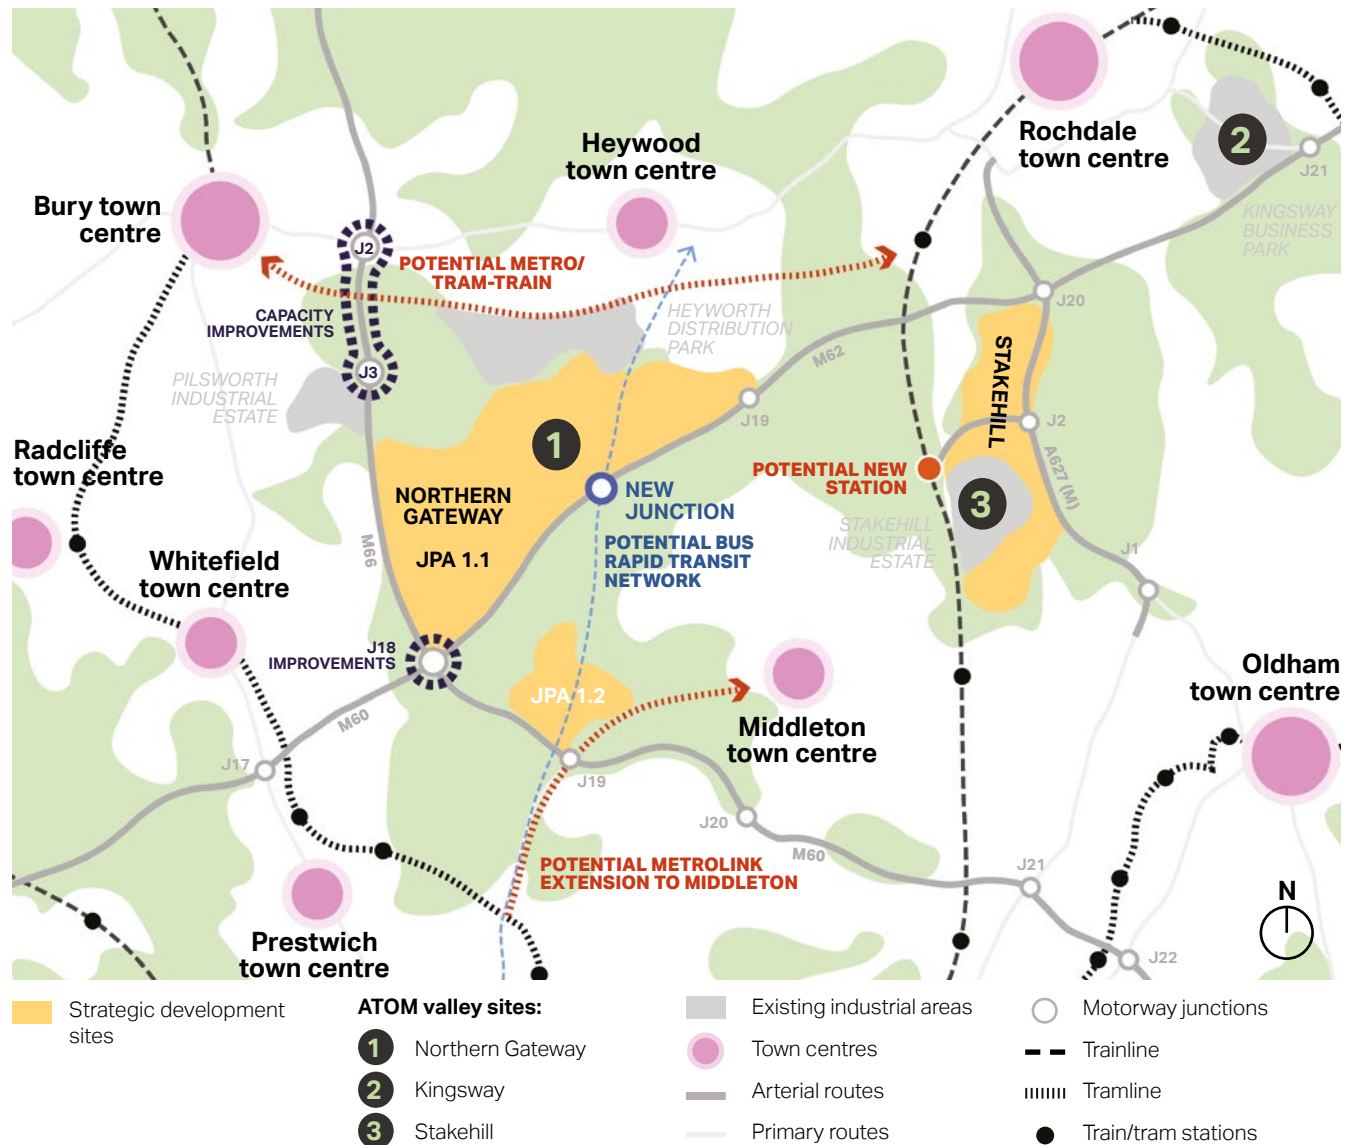 Rochdale
town centre
2
J21
KINGSWAY
BUSINESS
PARK
Heywood
town centre
Bury town
centre
J2
POTENTIAL METRO/
TRAM-TRAIN
CAPACITY
IMPROVEMENTS
J3
HEYWORTH
DISTRIBUTION
PARK
J20
M62
STAKEHILL
PILSWORTH
INDUSTRIAL
ESTATE
J19
J2
1
Radcliffe
town centre
POTENTIAL NEW
STATION
A627 (M)
3
NORTHERN
GATEWAY
JPA 1.1
NEW
JUNCTION
STAKEHILL
INDUSTRIAL
ESTATE
M66
POTENTIAL BUS
RAPID TRANSIT
NETWORK
J1
Whitefield
town centre
J18
IMPROVEMENTS
JPA 1.2
Oldham
town centre
M60
Middleton
town centre
J17
J19
J20
M60
POTENTIAL METROLINK
EXTENSION TO MIDDLETON
J21
N
Prestwich
town centre
J22
Strategic development
sites
ATOM valley sites:
1 Northern Gateway
2 Kingsway
3 Stakehill
Existing industrial areas
Town centres
Arterial routes
Primary routes
Motorway junctions
Trainline
Tramline
Train/tram stations